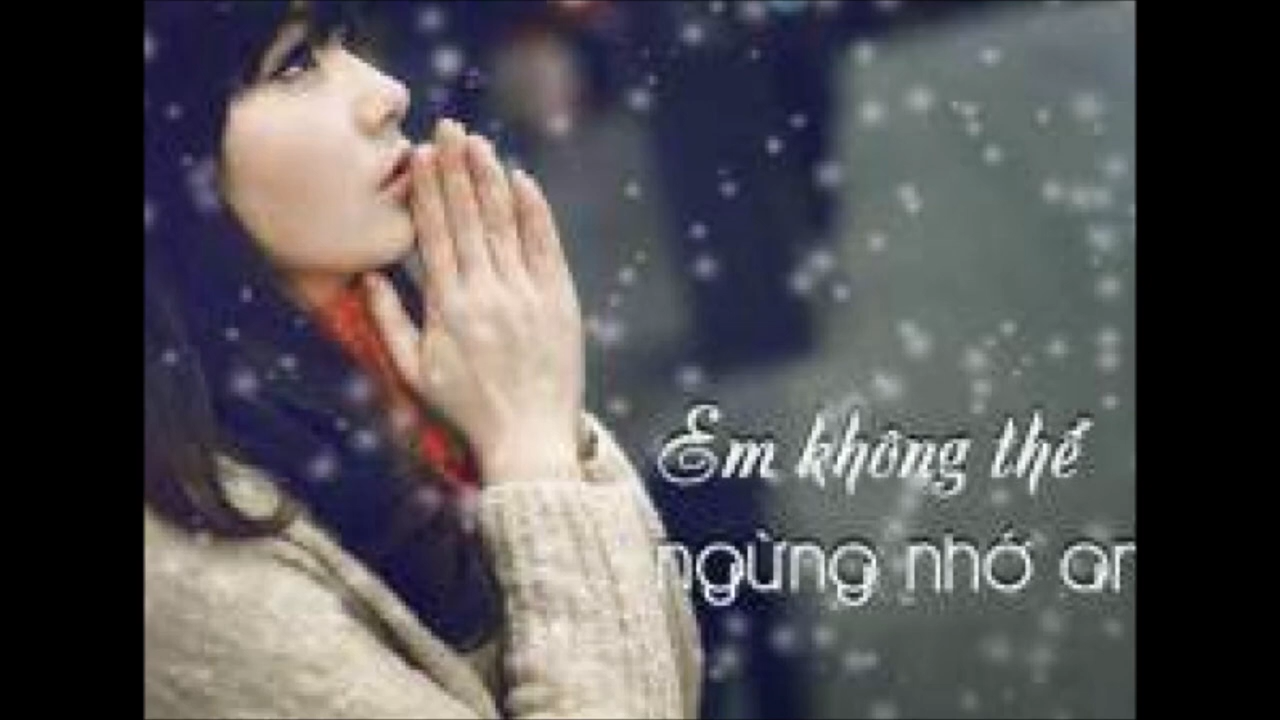 Em không thể
ngừng nhớ